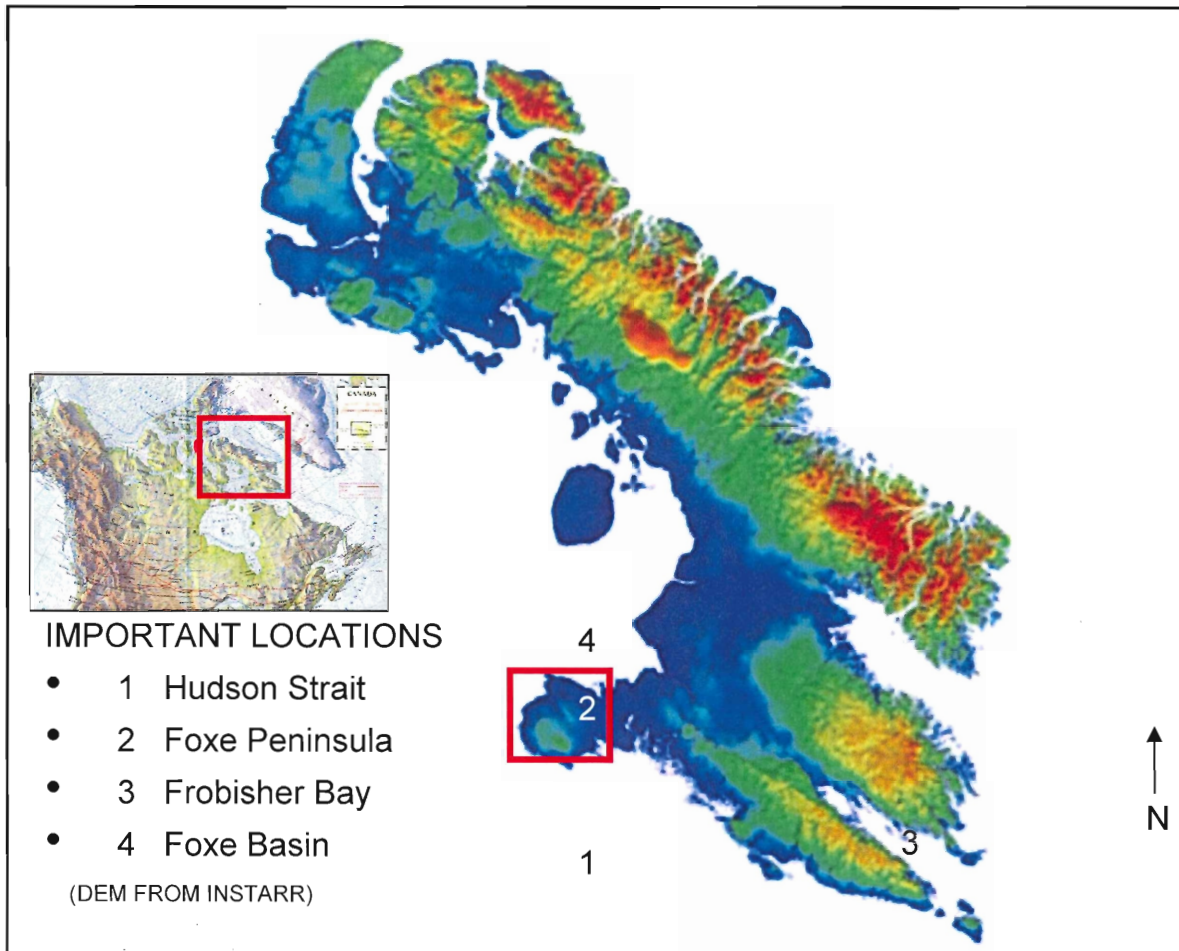 CANADA
IMPORTANT LOCATIONS
• 1 Hudson Strait
• 2 Foxe Peninsula
• 3 Frobisher Bay
• 4 Foxe Basin
(DEM FROM INSTARR)
4
2
3
1
N